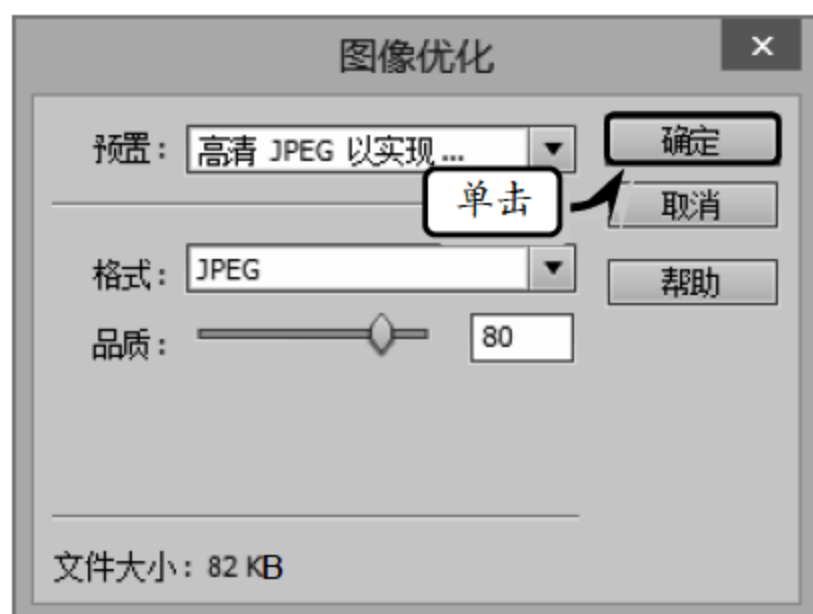 图像优化
×
预置： 高清 JPEG 以实现 ... 确定
单击
取消
格式： JPEG 帮助
品质： 80
文件大小：82 KB